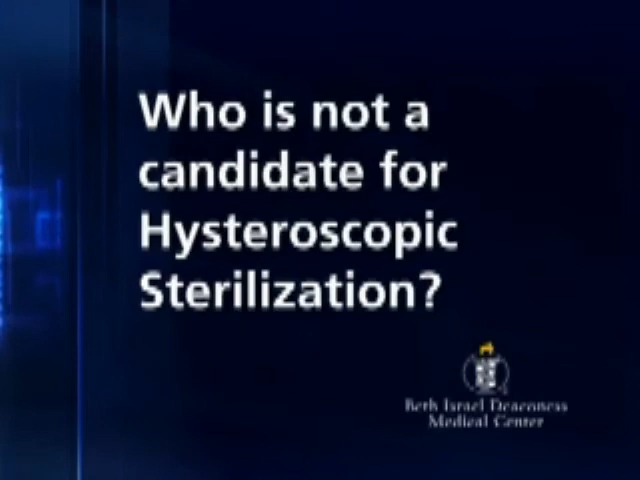 Who is not a
candidate for
Hysteroscopic
Sterilization?
Beth Israel Deaconess
Medical Center